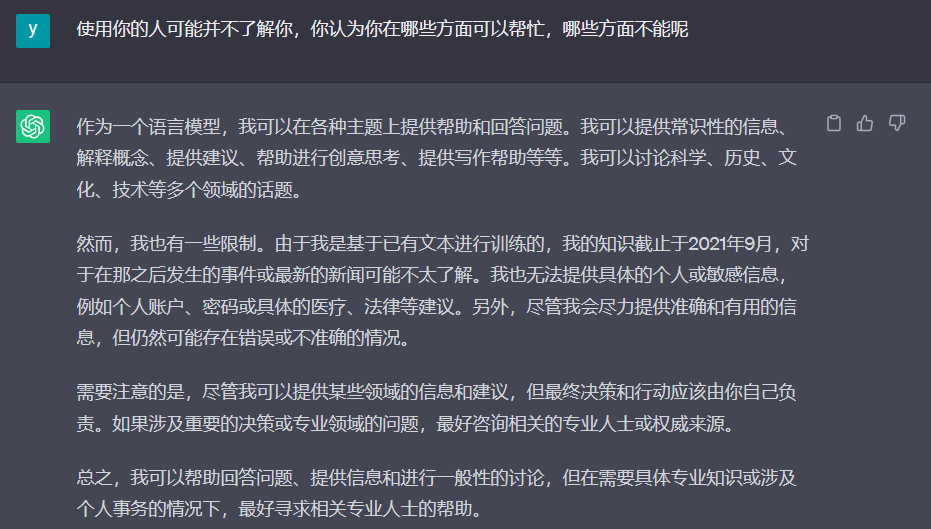 y
使用你的人可能并不了解你，你认为你在哪些方面可以帮忙，哪些方面不能呢
作为一个语言模型，我可以在各种主题上提供帮助和回答问题。我可以提供常识性的信息、
解释概念、提供建议、帮助进行创意思考、提供写作帮助等等。我可以讨论科学、历史、文
化、技术等多个领域的话题。
然而，我也有一些限制。由于我是基于已有文本进行训练的，我的知识截止于2021年9月，对
于在那之后发生的事件或最新的新闻可能不太了解。我也无法提供具体的个人或敏感信息，
例如个人账户、密码或具体的医疗、法律等建议。另外，尽管我会尽力提供准确和有用的信
息，但仍然可能存在错误或不准确的情况。
需要注意的是，尽管我可以提供某些领域的信息和建议，但最终决策和行动应该由你自己负
责。如果涉及重要的决策或专业领域的问题，最好咨询相关的专业人士或权威来源。
总之，我可以帮助回答问题、提供信息和进行一般性的讨论，但在需要具体专业知识或涉及
个人事务的情况下，最好寻求相关专业人士的帮助。